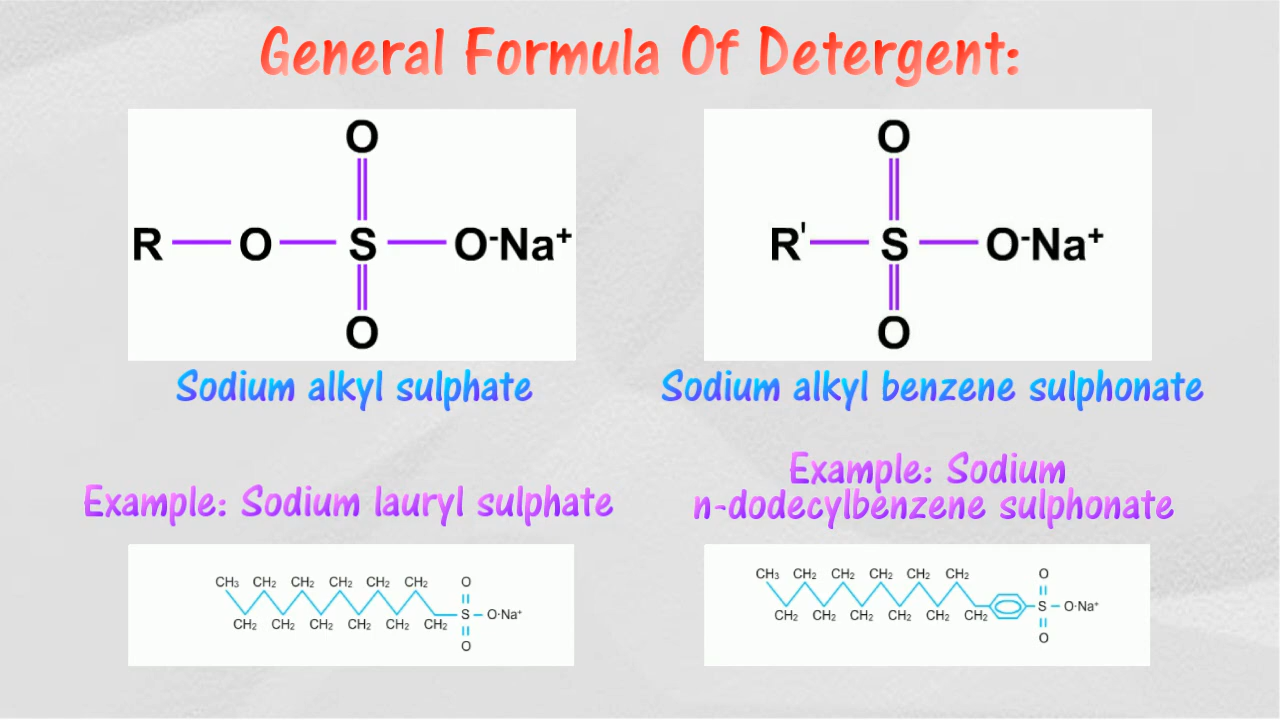 General Formula Of Detergent:
O
R — O — S — O⁻Na⁺
O
O
R' — S — O⁻Na⁺
O
Sodium alkyl sulphate
Sodium alkyl benzene sulphonate
Example: Sodium lauryl sulphate
Example: Sodium
n-dodecylbenzene sulphonate
CH₃ CH₂ CH₂ CH₂ CH₂ CH₂ O
S – O·Na⁺
CH₂ CH₂ CH₂ CH₂ CH₂ CH₂
O
CH₃ CH₂ CH₂ CH₂ CH₂ CH₂ O
S – O·Na⁺
CH₂ CH₂ CH₂ CH₂ CH₂ CH₂
O